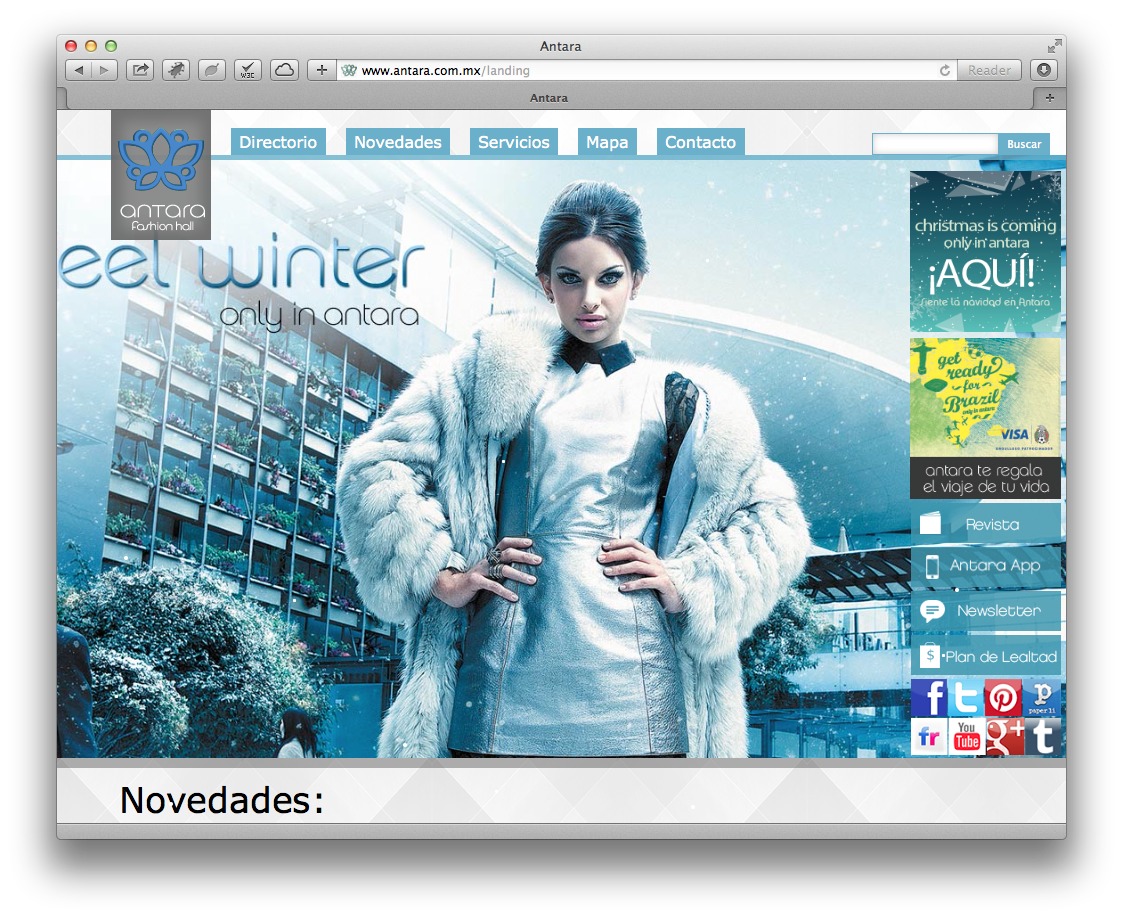 Antara
W3C
www.antara.com.mx/landing
Reader
Antara
Directorio
Novedades
Servicios
Mapa
Contacto
Buscar
antara
fashion hall
eel winter
only in antara
christmas is coming
only in antara
¡AQUÍ!
siente la navidad en Antara
get
ready
for
Brazil
only in antara
VISA
antara te regala
el viaje de tu vida
Revista
Antara App
Newsletter
$
Plan de Lealtad
f
t
p
paper.li
fr
You
Tube
g+
t
Novedades: